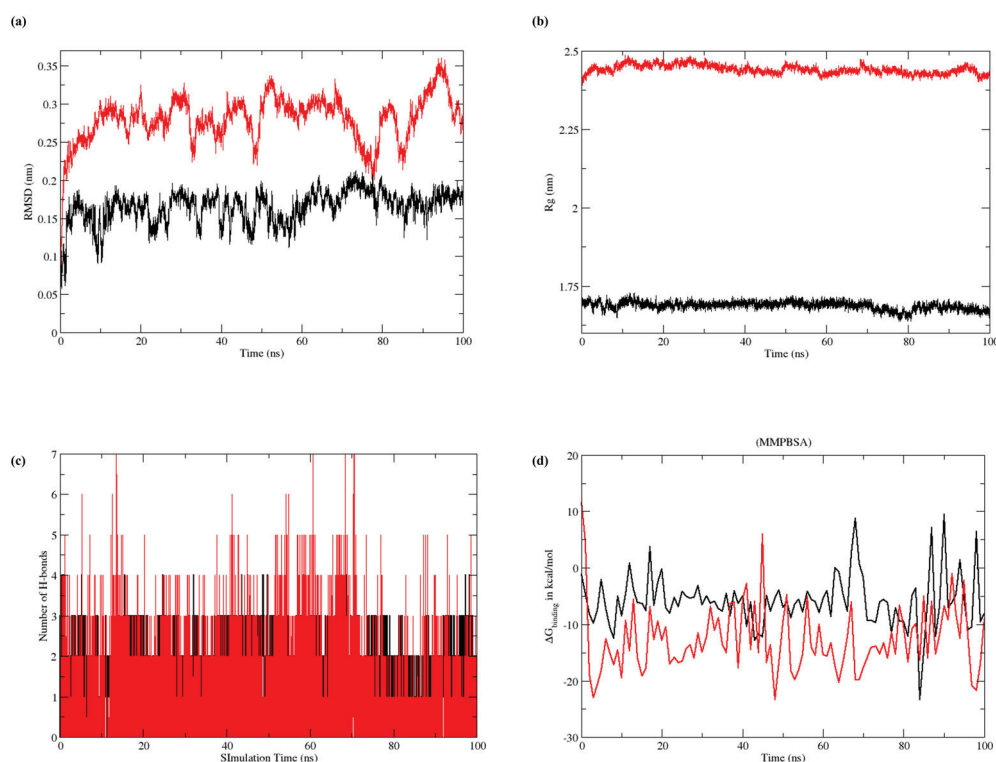 (a)
0.35
0.3
0.25
0.2
0.15
0.1
0.05
0
RMSD (nm)
0 20 40 60 80 100
Time (ns)
(b)
2.5
2.25
2
1.75
Rg (nm)
0 20 40 60 80 100
Time (ns)
(c)
7
6
5
4
3
2
1
0
Number of H-bonds
0 20 40 60 80 100
SImulation Time (ns)
(d)
(MMPBSA)
20
10
0
-10
-20
-30
ΔGbinding in kcal/mol
0 20 40 60 80 100
Time (ns)